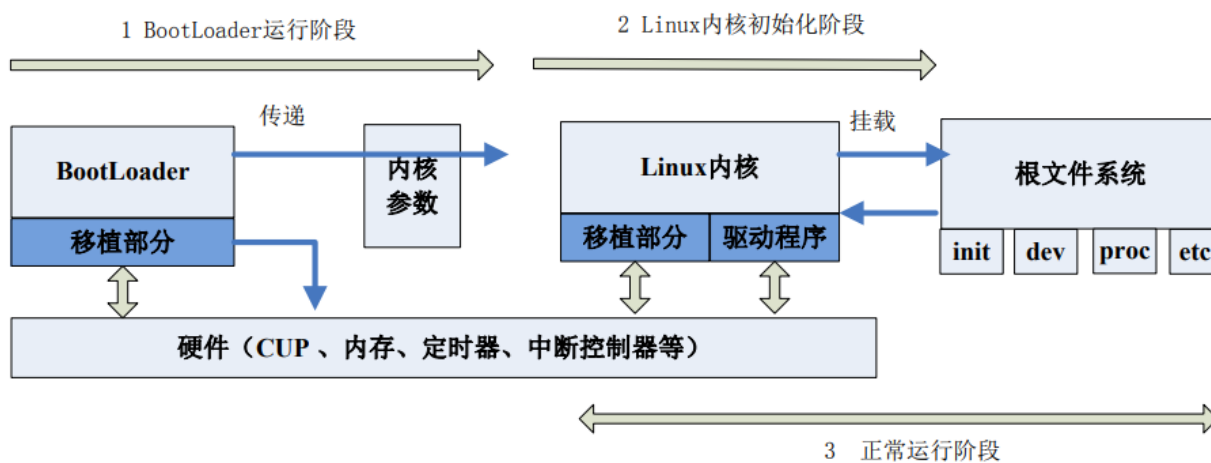 1 BootLoader运行阶段
2 Linux内核初始化阶段
传递
挂载
BootLoader
内核
参数
Linux内核
根文件系统
移植部分
移植部分
驱动程序
init
dev
proc
etc
硬件（CUP 、内存、定时器、中断控制器等）
3 正常运行阶段